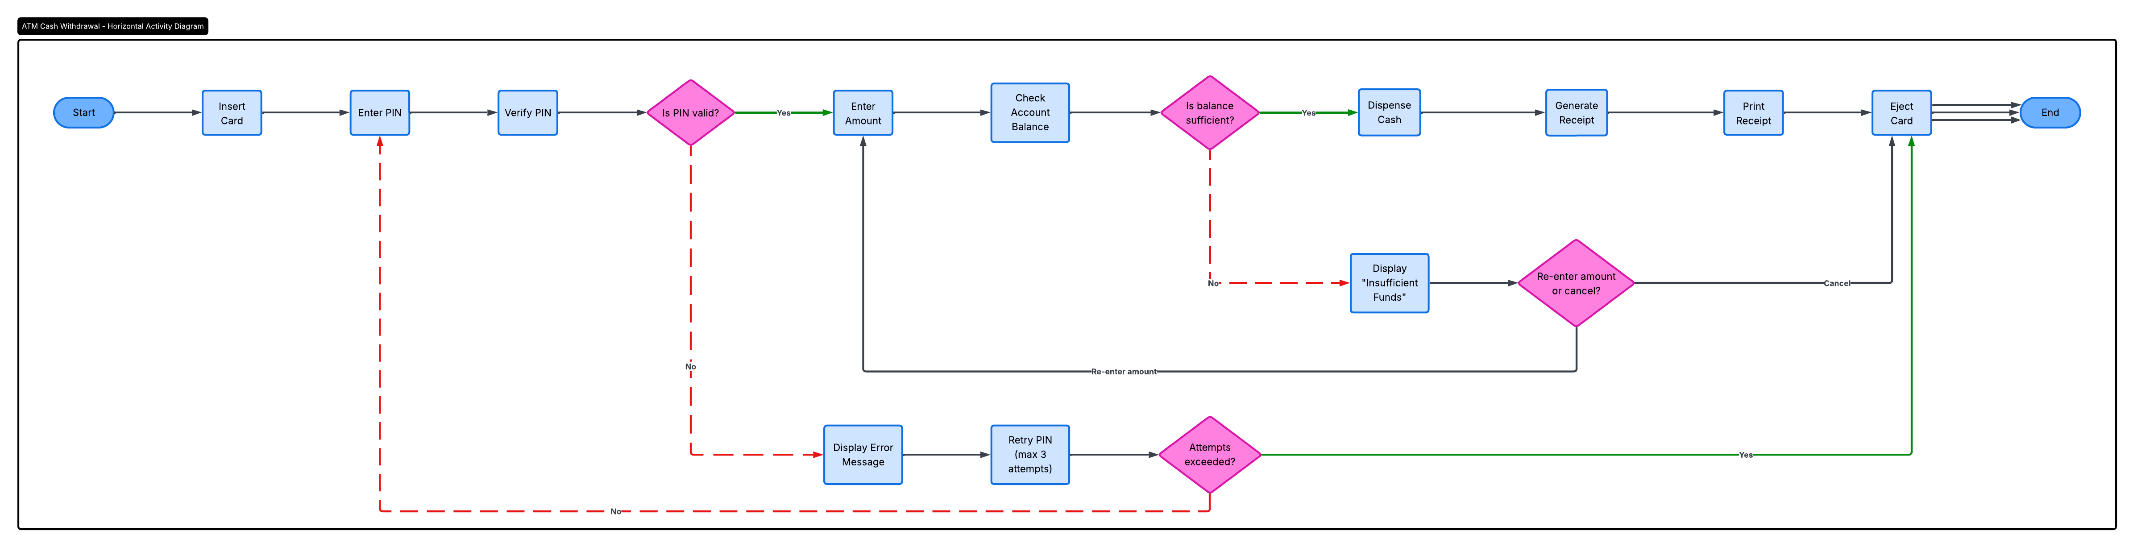 ATM Cash Withdrawal - Horizontal Activity Diagram
Start
Insert
Card
Enter PIN
Verify PIN
Is PIN valid?
Yes
Enter
Amount
Check
Account
Balance
Is balance
sufficient?
Yes
Dispense
Cash
Generate
Receipt
Print
Receipt
Eject
Card
End
No
Display
"Insufficient
Funds"
Re-enter amount
or cancel?
Cancel
No
Re-enter amount
Display Error
Message
Retry PIN
(max 3
attempts)
Attempts
exceeded?
Yes
No